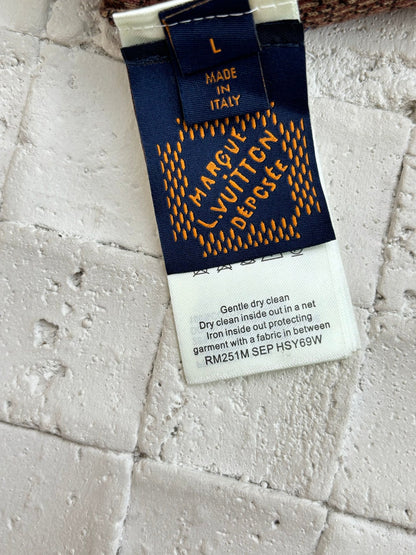 L
MADE
IN
ITALY
MARQUE
L.VUITTON
DÉPOSÉE
Gentle dry clean
Dry clean inside out in a net
Iron inside out protecting
garment with a fabric in between
RM251M SEP HSY69W